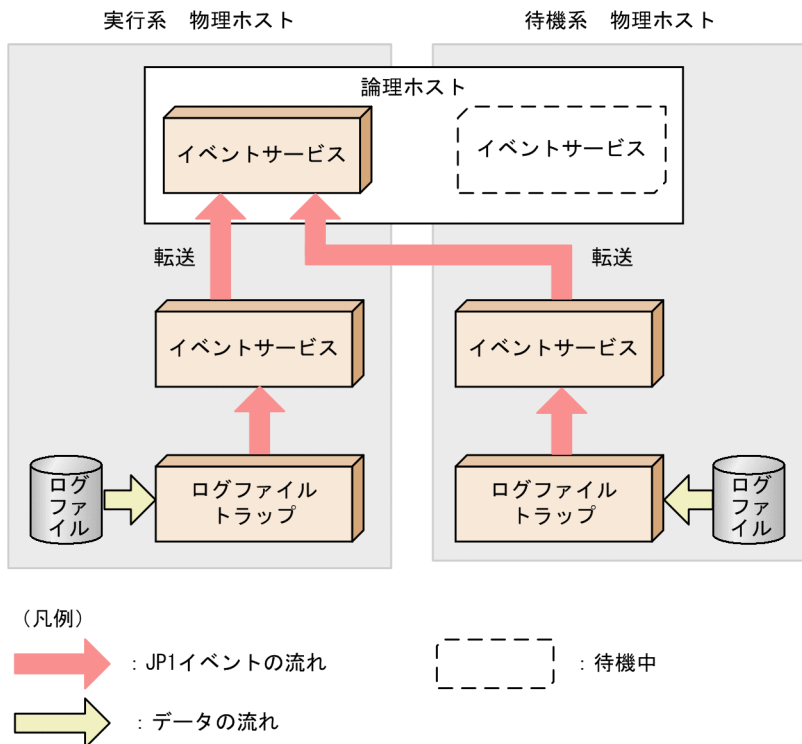 実行系　物理ホスト
待機系　物理ホスト
論理ホスト
イベントサービス
イベントサービス
転送
転送
イベントサービス
イベントサービス
ログ
ファ
イル
ログファイル
トラップ
ログファイル
トラップ
ログ
ファ
イル
（凡例）
：JP1イベントの流れ
：待機中
：データの流れ